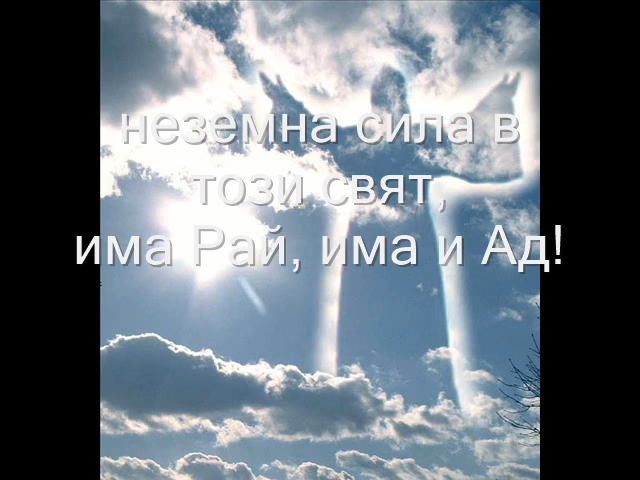 неземна сила в
този свят,
има Рай, има и Ад!